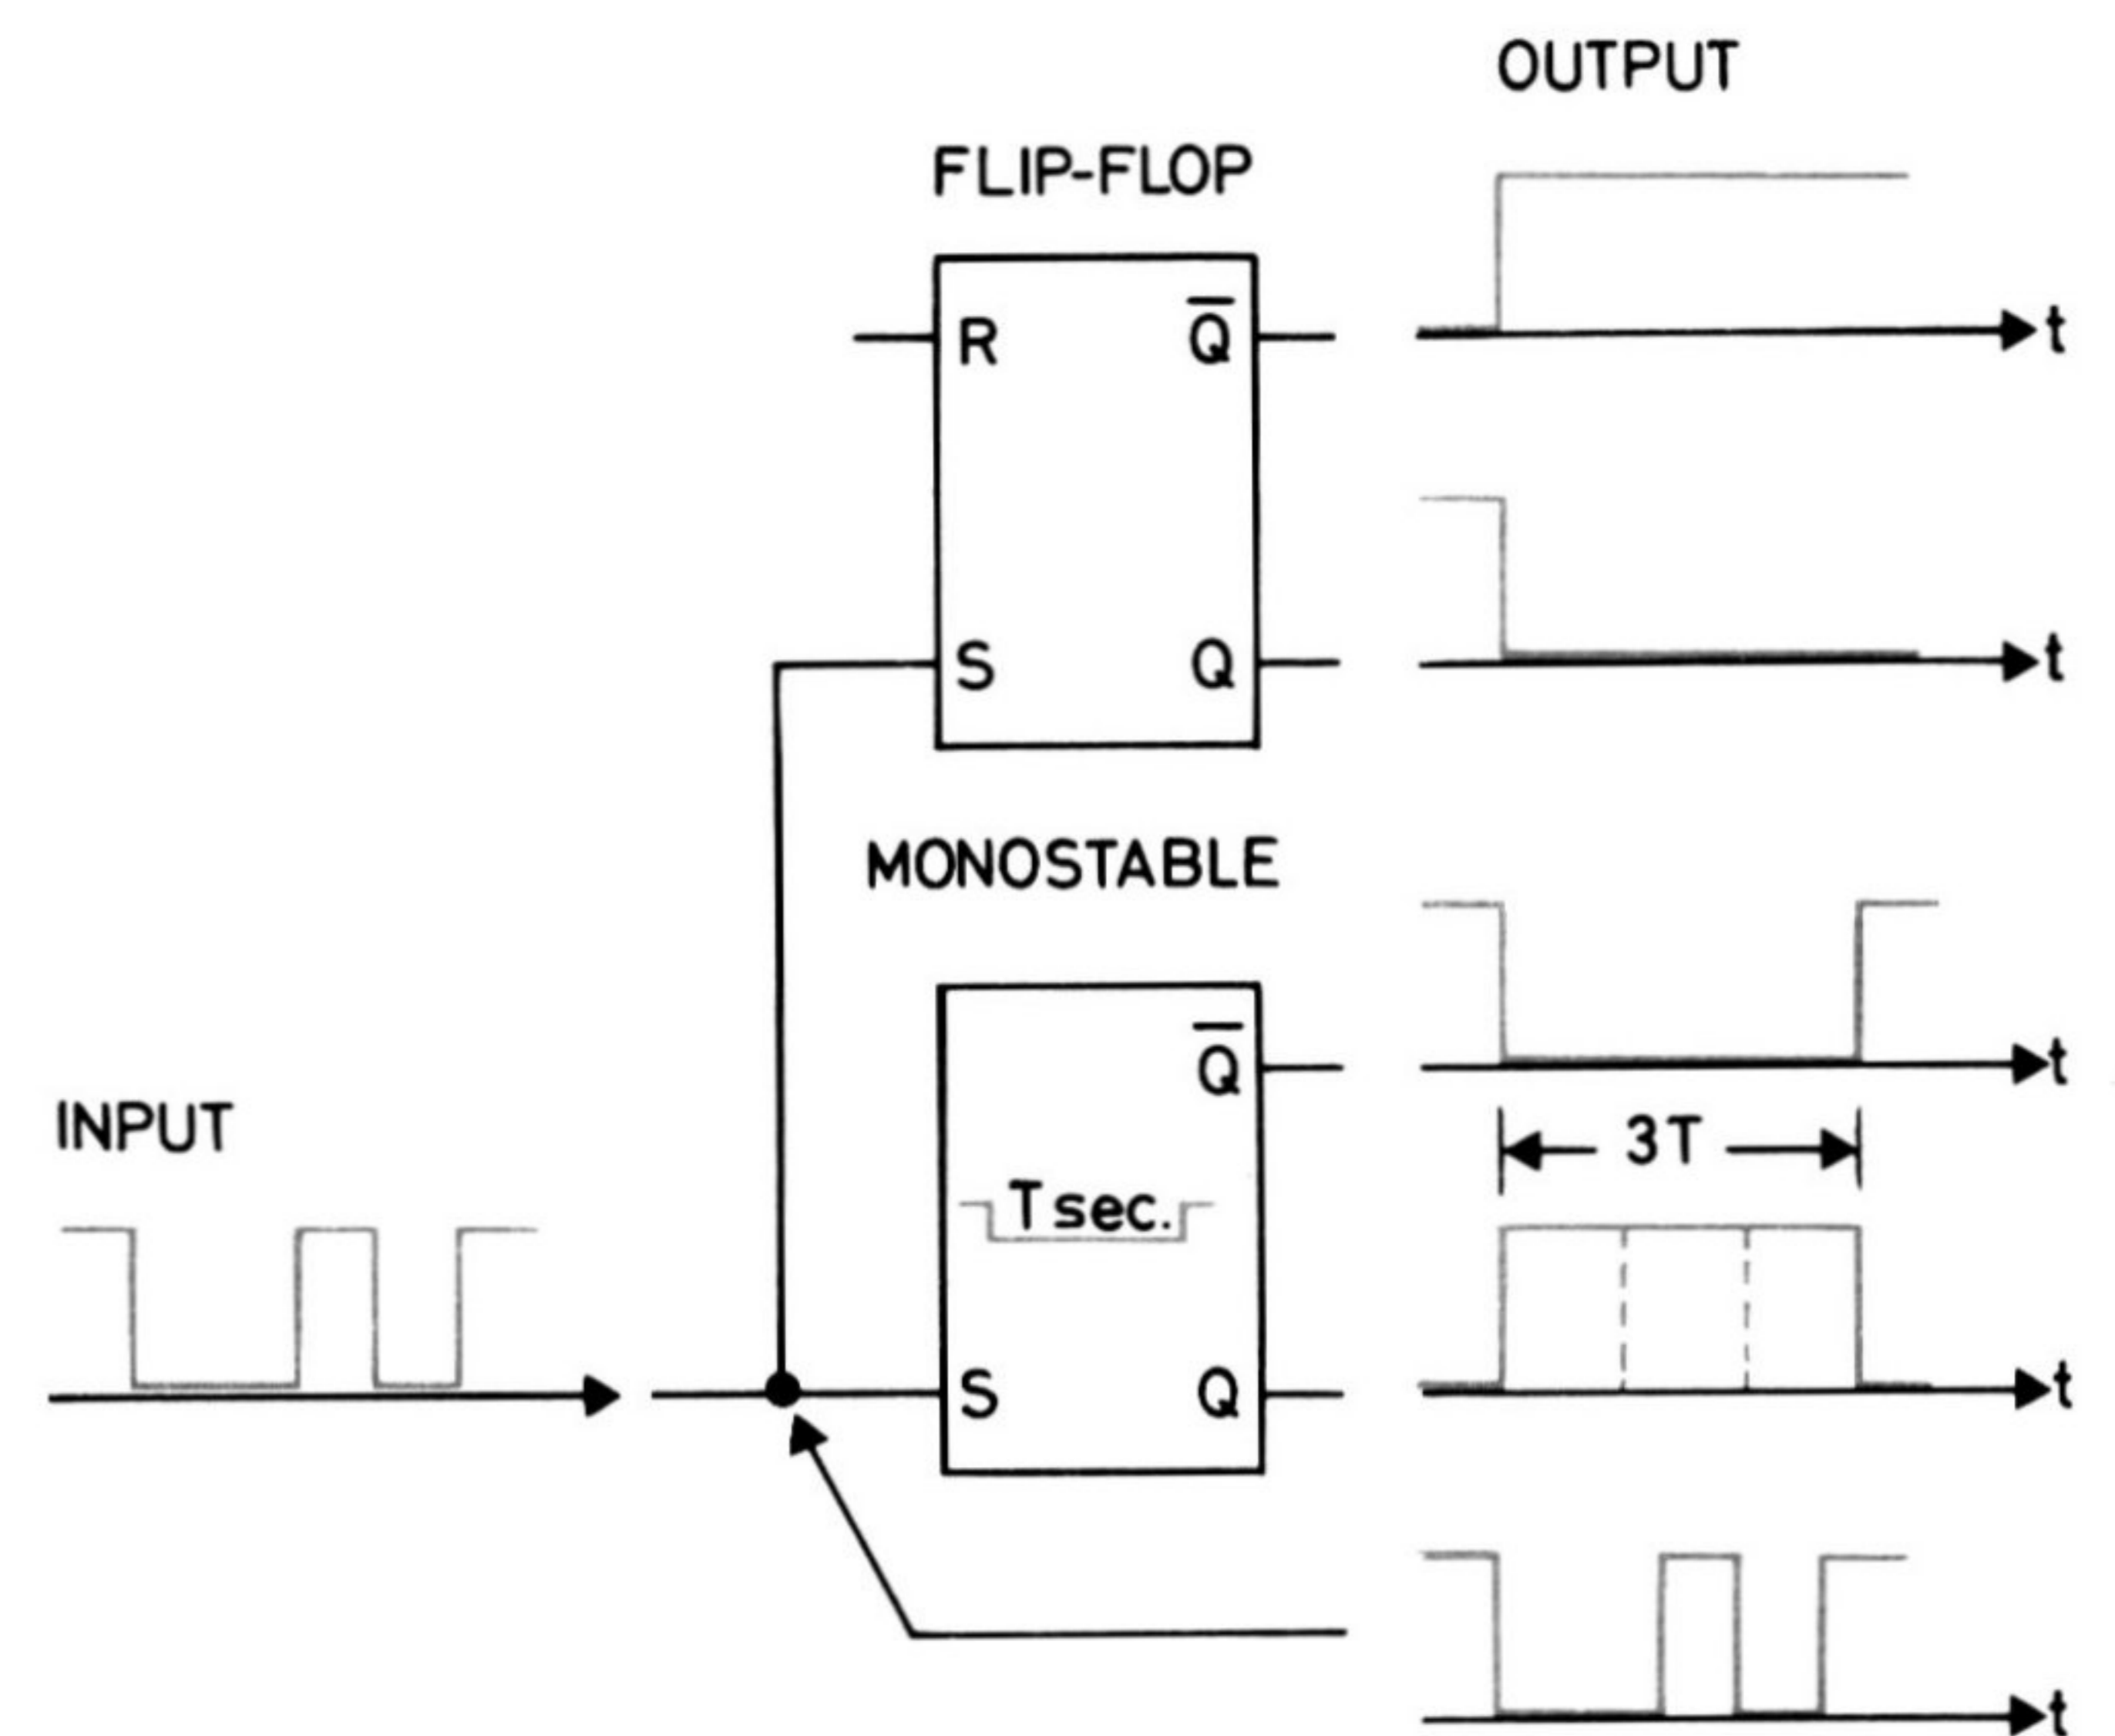 OUTPUT
FLIP-FLOP
R Q̅
t
S Q
t
MONOSTABLE
Q̅
t
INPUT
3T
T sec.
S Q
t
t